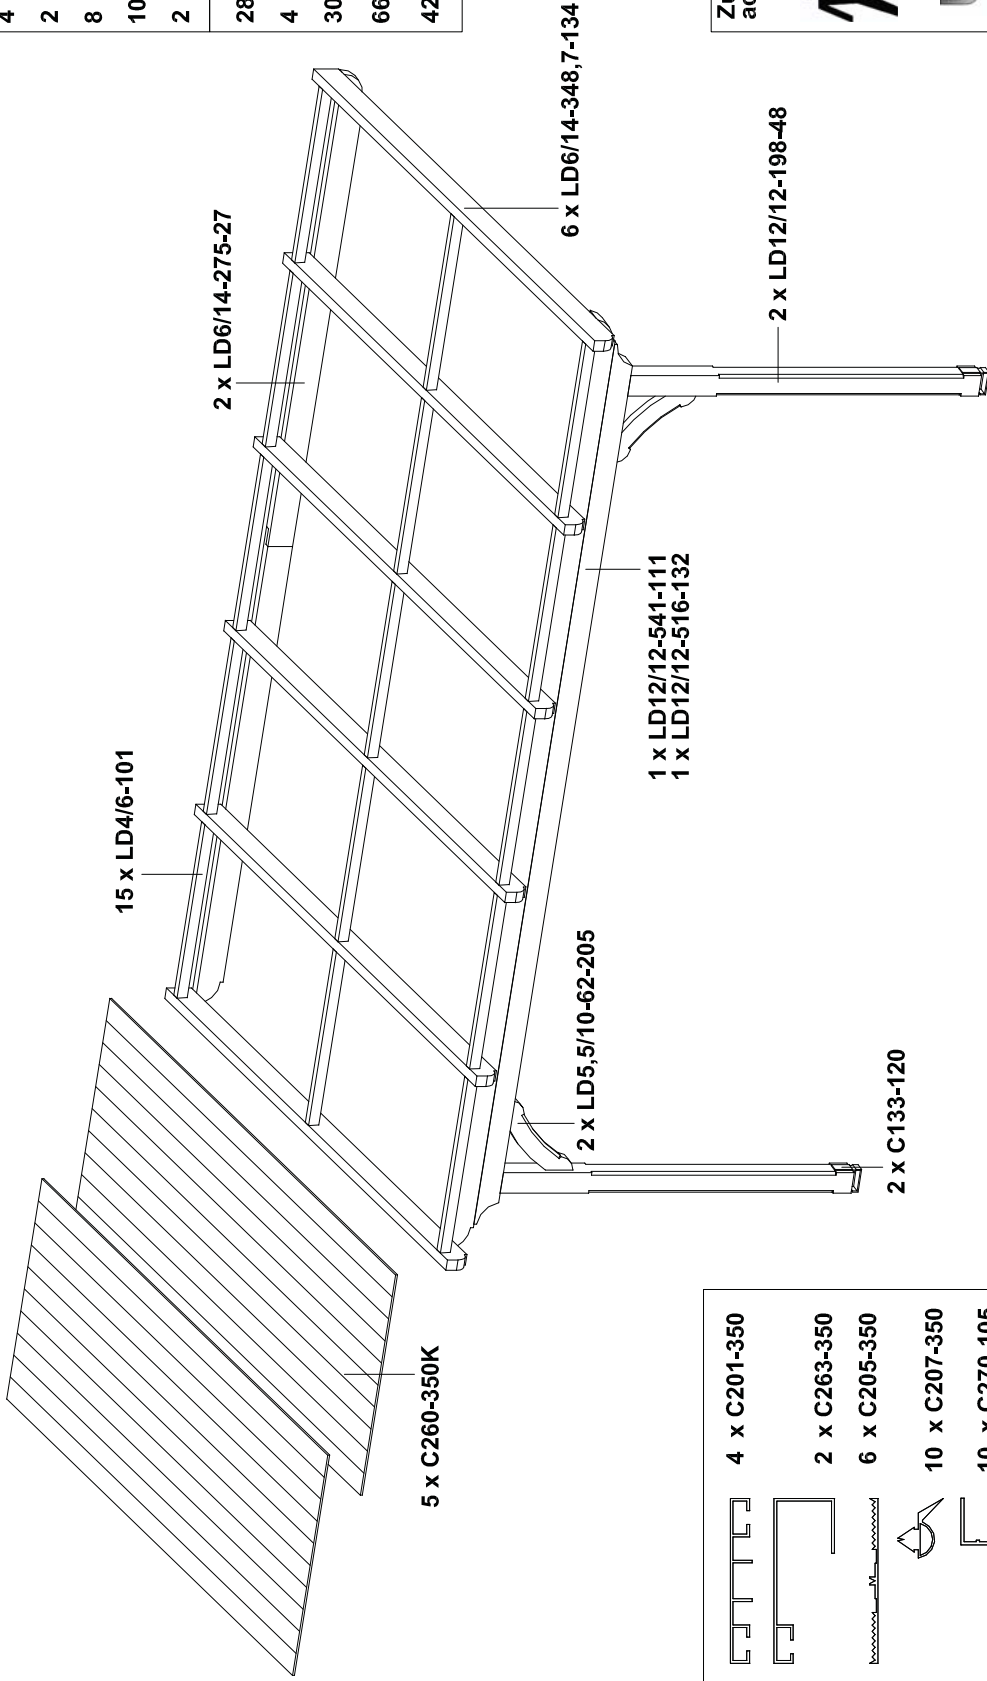 4
2
8
10
2
28
4
30
66
42
6 x LD6/14-348,7-134
2 x LD6/14-275-27
2 x LD12/12-198-48
15 x LD4/6-101
1 x LD12/12-541-111
1 x LD12/12-516-132
2 x LD5,5/10-62-205
2 x C133-120
5 x C260-350K
4 x C201-350
2 x C263-350
6 x C205-350
10 x C207-350